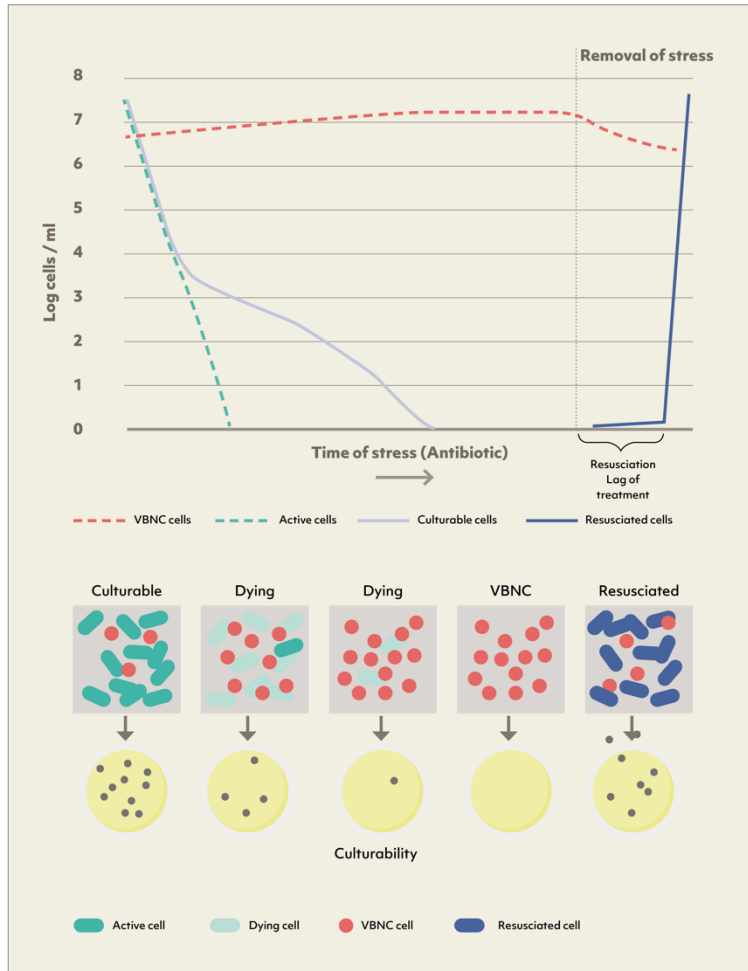 Removal of stress
8
7
6
5
4
3
2
1
0
Log cells / ml
Time of stress (Antibiotic)
Resusciation
Lag of
treatment
VBNC cells
Active cells
Culturable cells
Resusciated cells
Culturable
Dying
Dying
VBNC
Resusciated
Culturability
Active cell
Dying cell
VBNC cell
Resusciated cell